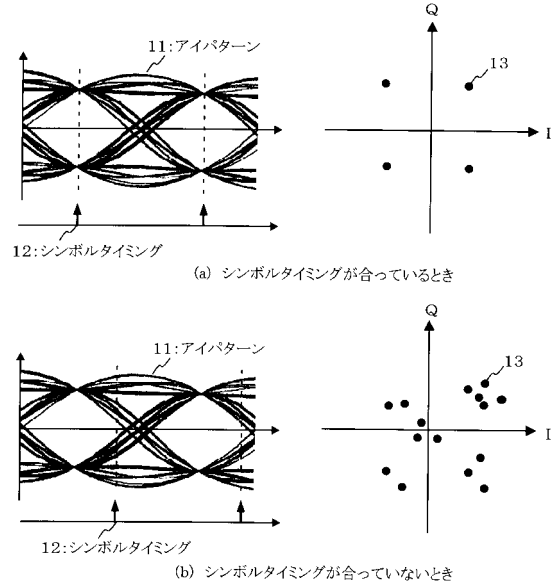 Q
11:アイパターン
13
I
12:シンボルタイミング
(a) シンボルタイミングが合っているとき
Q
11:アイパターン
13
I
12:シンボルタイミング
(b) シンボルタイミングが合っていないとき